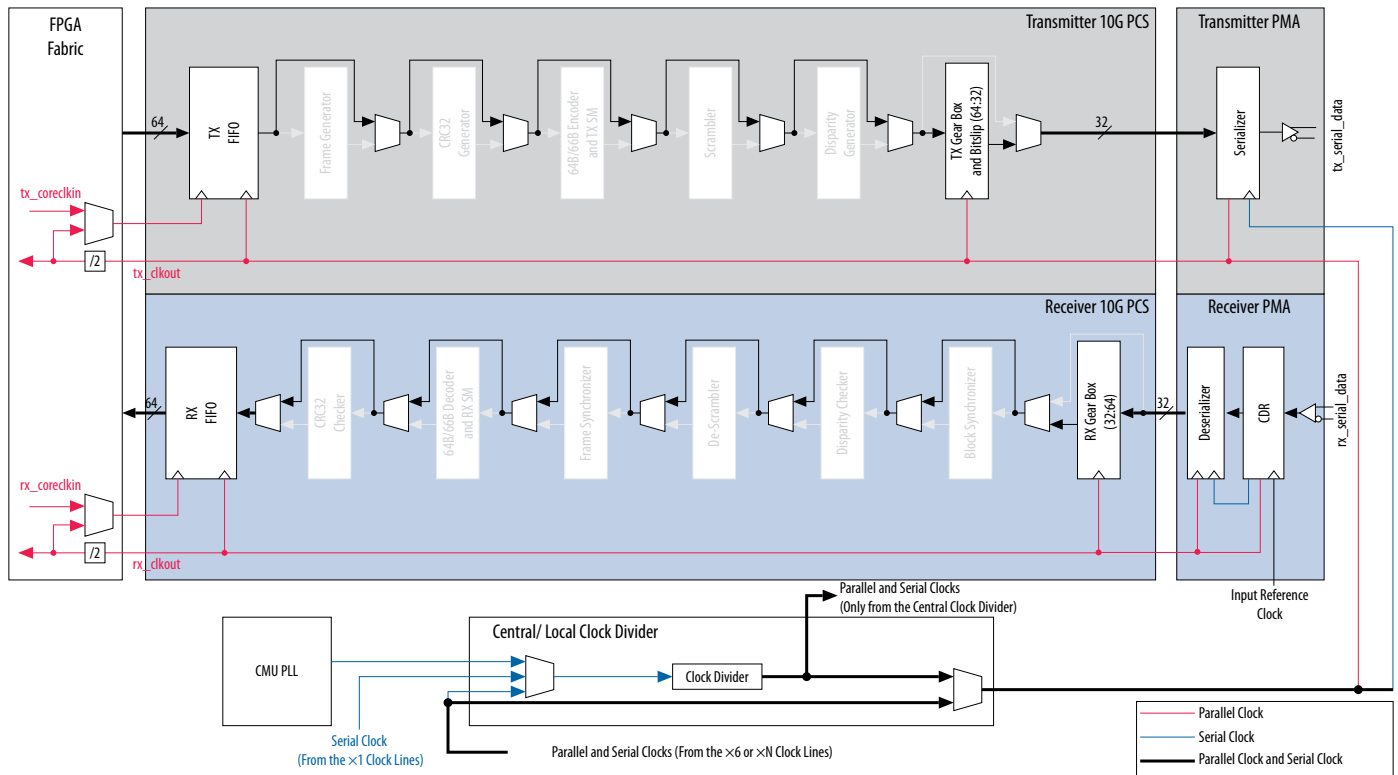 FPGA
Fabric
Transmitter 10G PCS
Transmitter PMA
64
TX
FIFO
Frame Generator
CRC32
Generator
64B/66B Encoder
and TX SM
Scrambler
Disparity
Generator
TX Gear Box
and Bitslip (64:32)
32
Serializer
tx_serial_data
tx_coreclkin
/2
tx_clkout
Receiver 10G PCS
Receiver PMA
64
RX
FIFO
CRC32
Checker
64B/66B Decoder
and RX SM
Frame Synchronizer
De-Scrambler
Disparity Checker
Block Synchronizer
RX Gear Box
(32:64)
32
Deserializer
CDR
rx_serial_data
rx_coreclkin
/2
rx_clkout
Input Reference
Clock
Parallel and Serial Clocks
(Only from the Central Clock Divider)
Central/ Local Clock Divider
CMU PLL
Clock Divider
Serial Clock
(From the ×1 Clock Lines)
Parallel and Serial Clocks (From the ×6 or ×N Clock Lines)
Parallel Clock
Serial Clock
Parallel Clock and Serial Clock